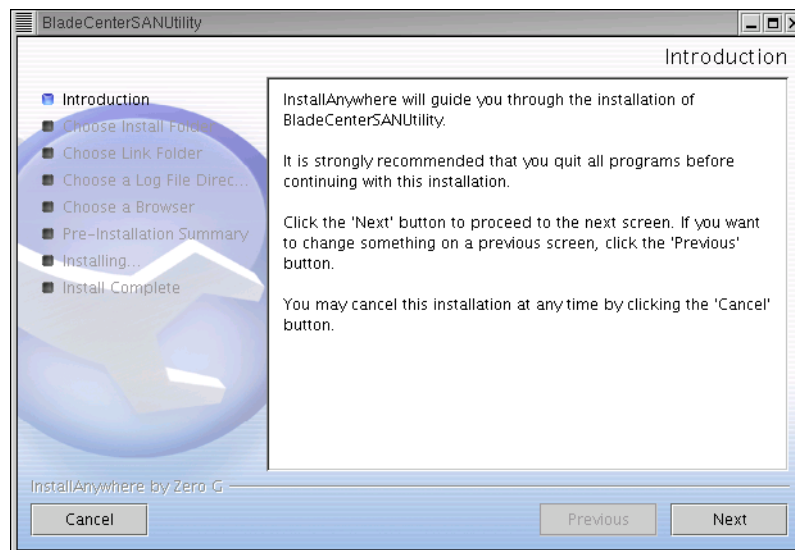 BladeCenterSANUtility
Introduction
Introduction
Choose Install Folder
Choose Link Folder
Choose a Log File Direc...
Choose a Browser
Pre-Installation Summary
Installing...
Install Complete
InstallAnywhere will guide you through the installation of
BladeCenterSANUtility.
It is strongly recommended that you quit all programs before
continuing with this installation.
Click the 'Next' button to proceed to the next screen. If you want
to change something on a previous screen, click the 'Previous'
button.
You may cancel this installation at any time by clicking the 'Cancel'
button.
InstallAnywhere by Zero G
Cancel
Previous
Next